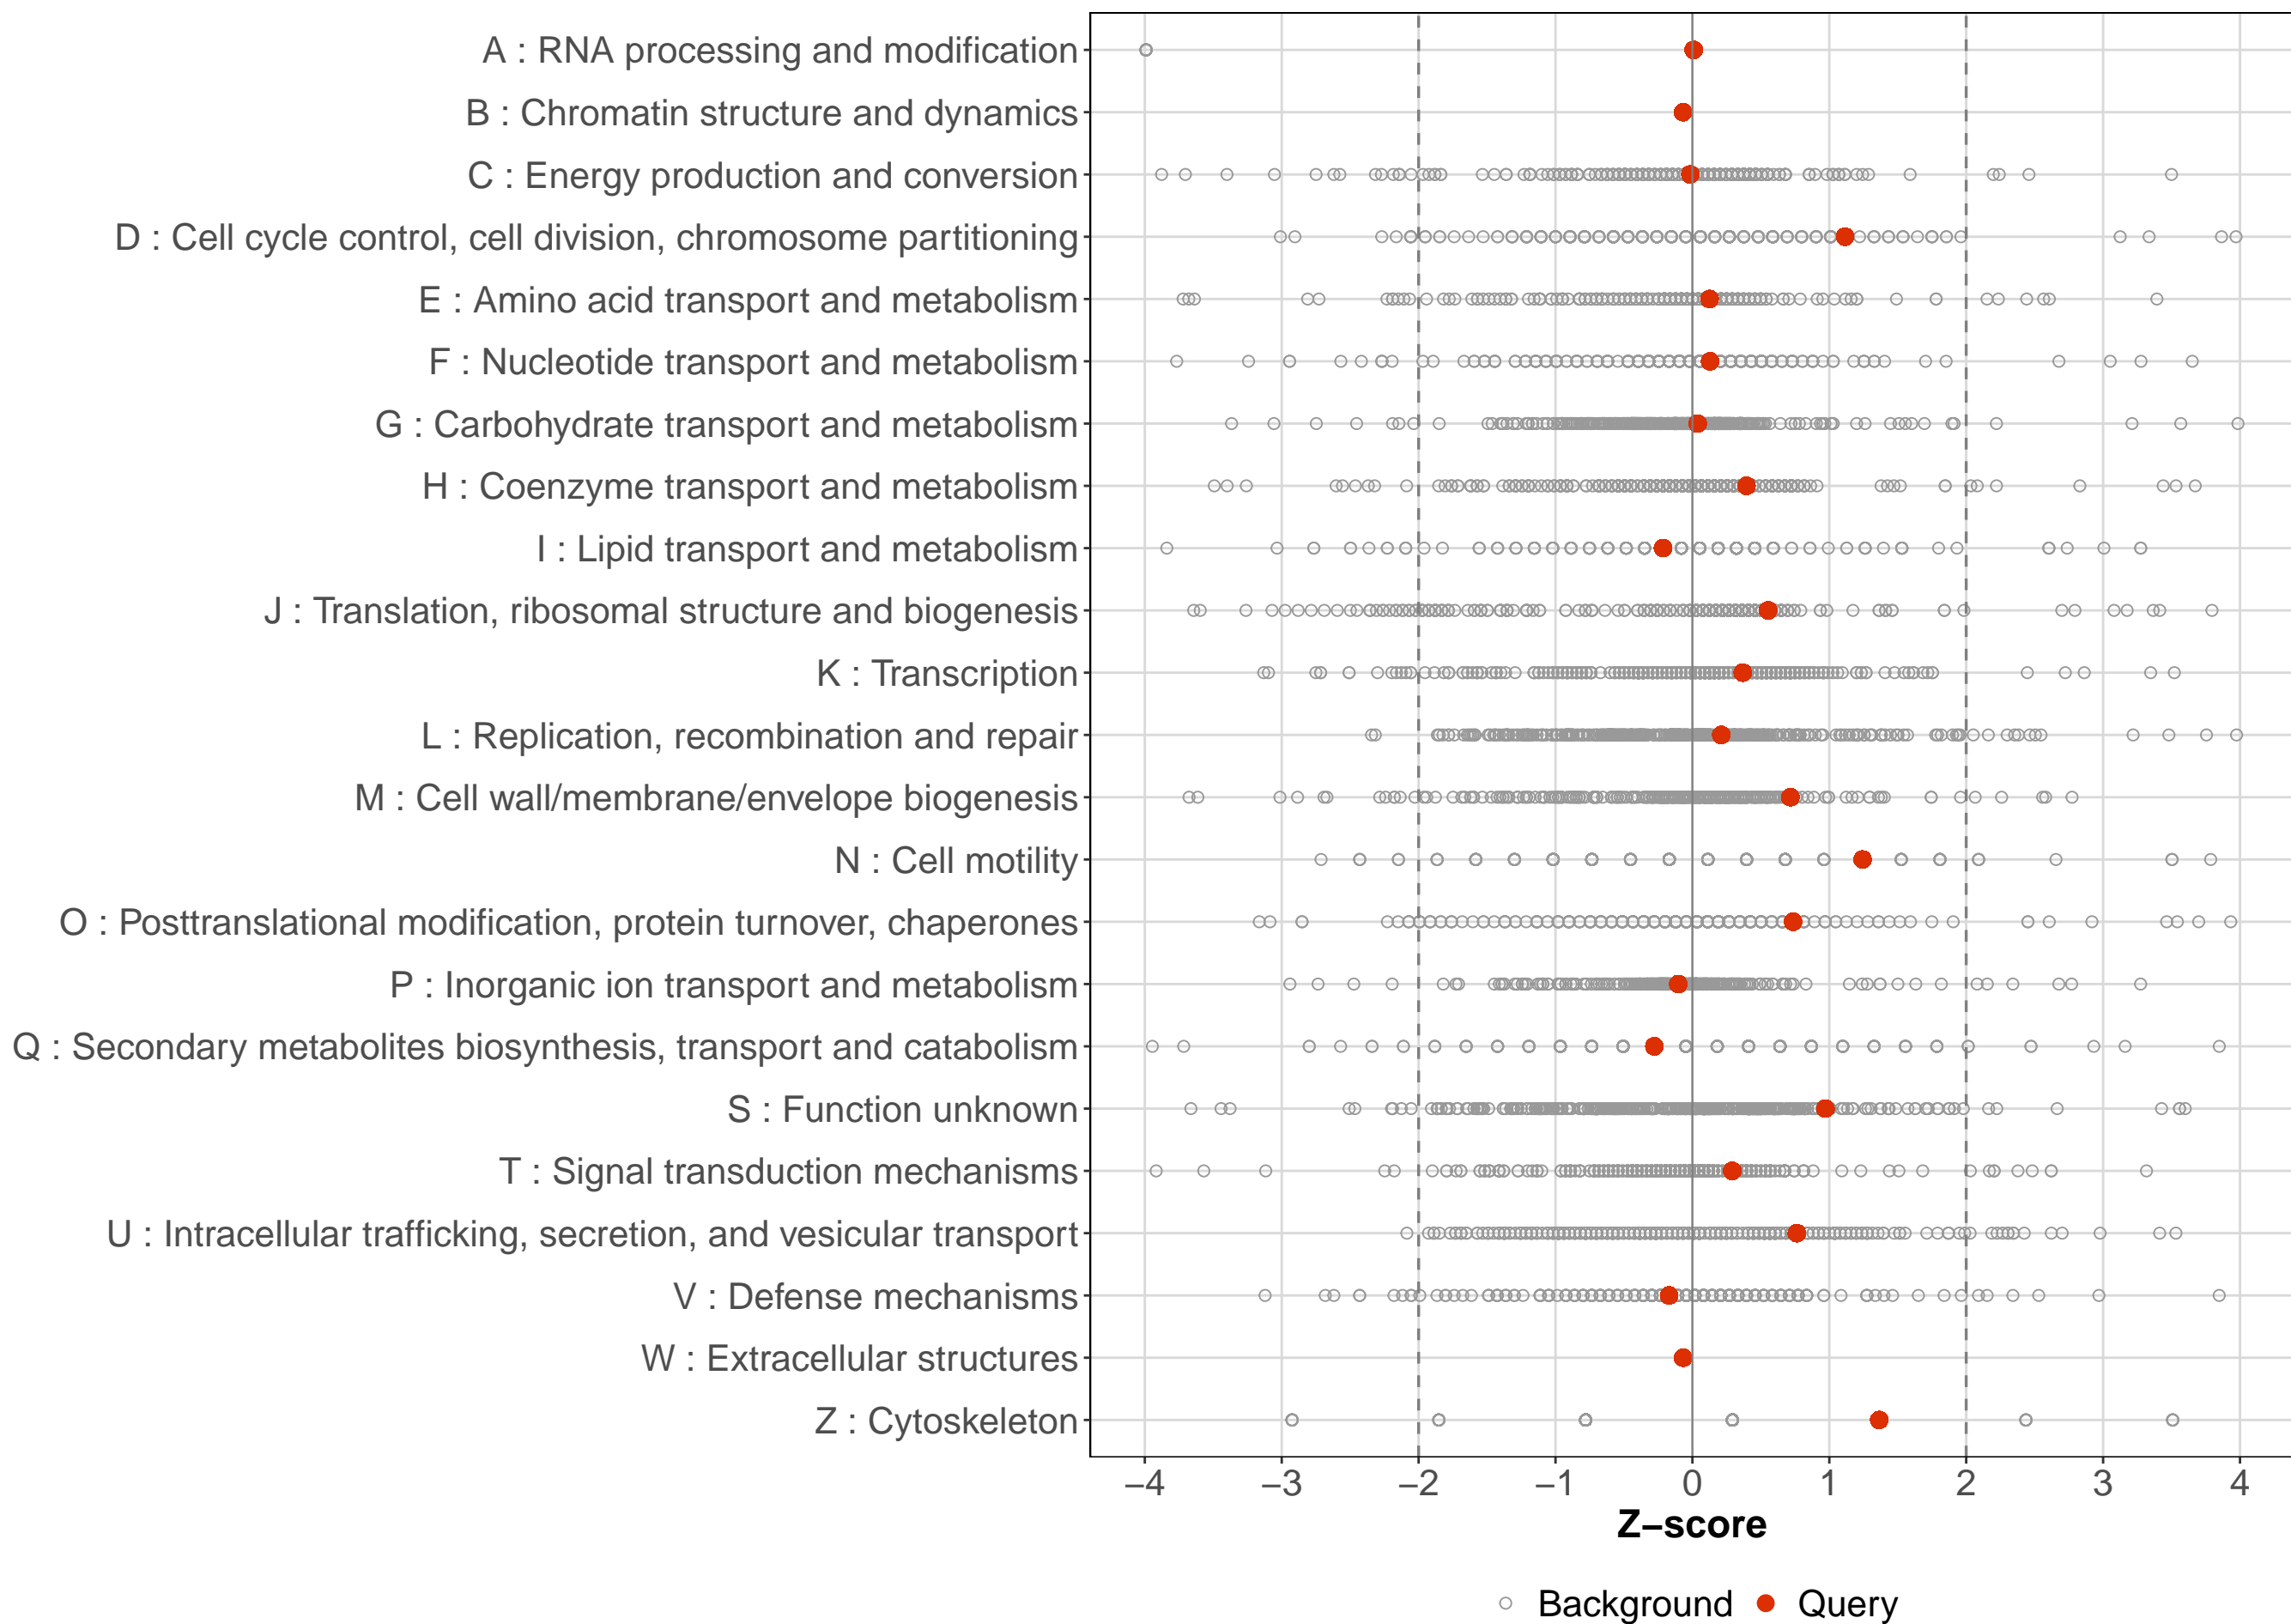 A : RNA processing and modification
B : Chromatin structure and dynamics
C : Energy production and conversion
D : Cell cycle control, cell division, chromosome partitioning
E : Amino acid transport and metabolism
F : Nucleotide transport and metabolism
G : Carbohydrate transport and metabolism
H : Coenzyme transport and metabolism
I : Lipid transport and metabolism
J : Translation, ribosomal structure and biogenesis
K : Transcription
L : Replication, recombination and repair
M : Cell wall/membrane/envelope biogenesis
N : Cell motility
O : Posttranslational modification, protein turnover, chaperones
P : Inorganic ion transport and metabolism
Q : Secondary metabolites biosynthesis, transport and catabolism
S : Function unknown
T : Signal transduction mechanisms
U : Intracellular trafficking, secretion, and vesicular transport
V : Defense mechanisms
W : Extracellular structures
Z : Cytoskeleton
−4 −3 −2 −1 0 1 2 3 4
Z−score
Background Query